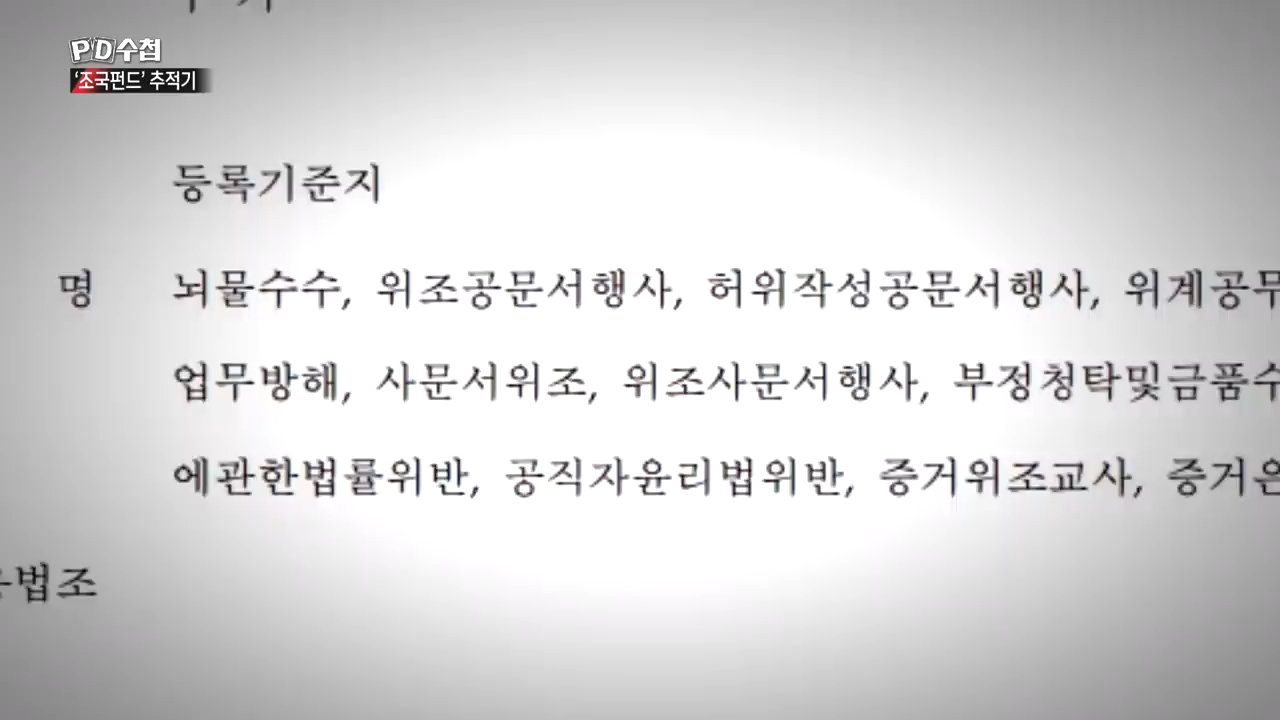 PD수첩
'조국펀드' 추적기
등록기준지
명 뇌물수수, 위조공문서행사, 허위작성공문서행사, 위계공무
업무방해, 사문서위조, 위조사문서행사, 부정청탁및금품수
에관한법률위반, 공직자윤리법위반, 증거위조교사, 증거은
법조